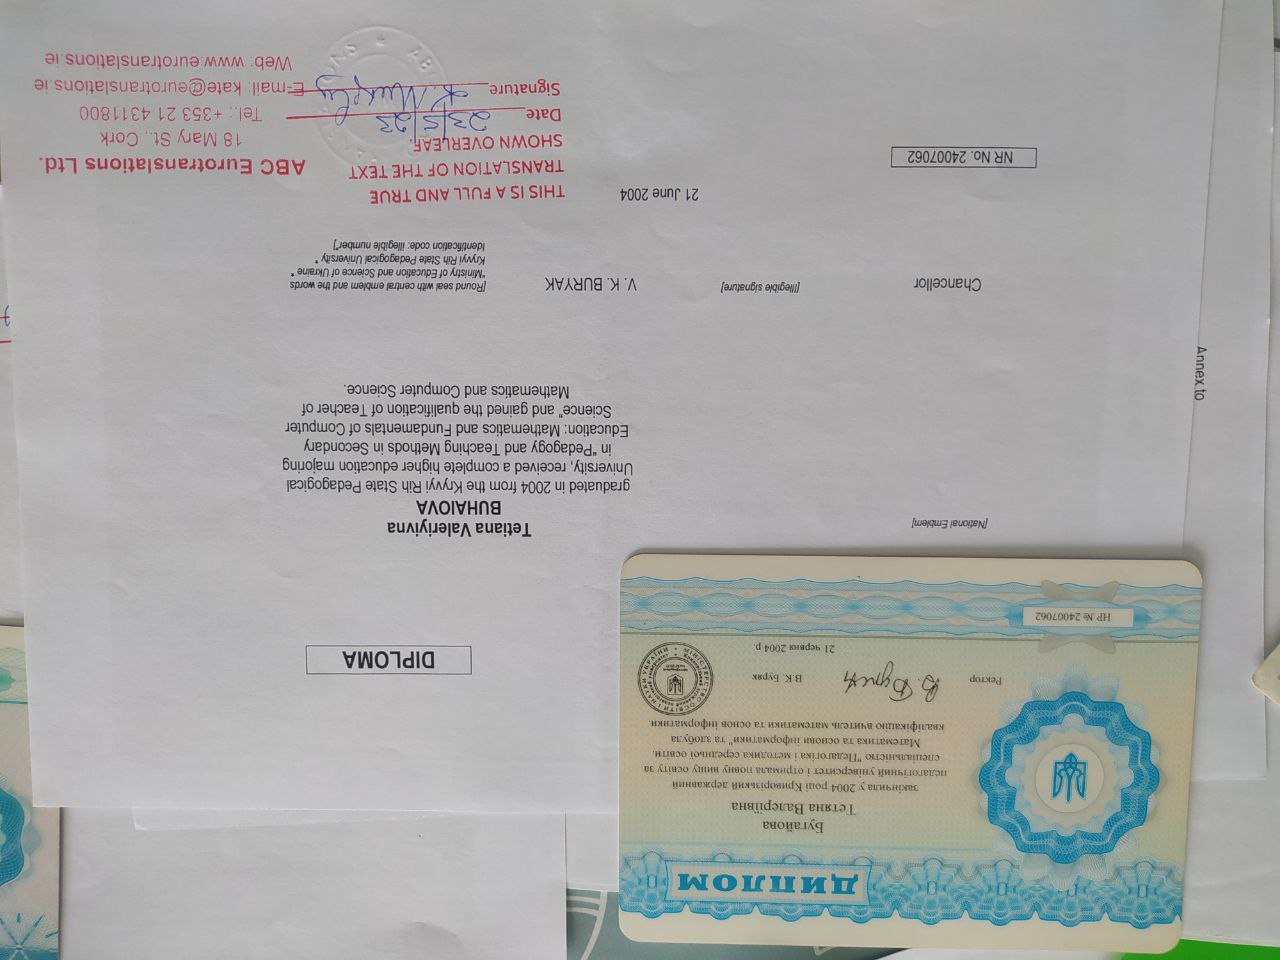 DIPLOMA
Tetiana Valeriyivna
BUHAIOVA
graduated in 2004 from the Kryvyi Rih State Pedagogical
University, received a complete higher education majoring
in "Pedagogy and Teaching Methods in Secondary
Education: Mathematics and Fundamentals of Computer
Science" and gained the qualification of Teacher of
Mathematics and Computer Science.
[National Emblem]
Chancellor
[Illegible signature]
V. K. BURYAK
[Round seal with central emblem and the words
"Ministry of Education and Science of Ukraine *
Kryvyi Rih State Pedagogical University *
Identification code: illegible number"]
21 June 2004
NR No. 24007062
THIS IS A FULL AND TRUE
TRANSLATION OF THE TEXT
SHOWN OVERLEAF.
Date 23/5/23
Signature K. Murphy
ABC Eurotranslations Ltd.
18 Mary St., Cork
Tel.: +353 21 4311800
E-mail: kate@eurotranslations.ie
Web: www.eurotranslations.ie
Annex to
ДИПЛОМ
Бугайова
Тетяна Валеріївна
закінчила у 2004 році Криворізький державний
педагогічний університет і отримала повну вищу освіту за
спеціальністю "Педагогіка і методика середньої освіти.
Математика та основи інформатики" та здобула
кваліфікацію вчитель математики та основ інформатики
Ректор
В.К. Буряк
21 червня 2004 р.
НР № 24007062